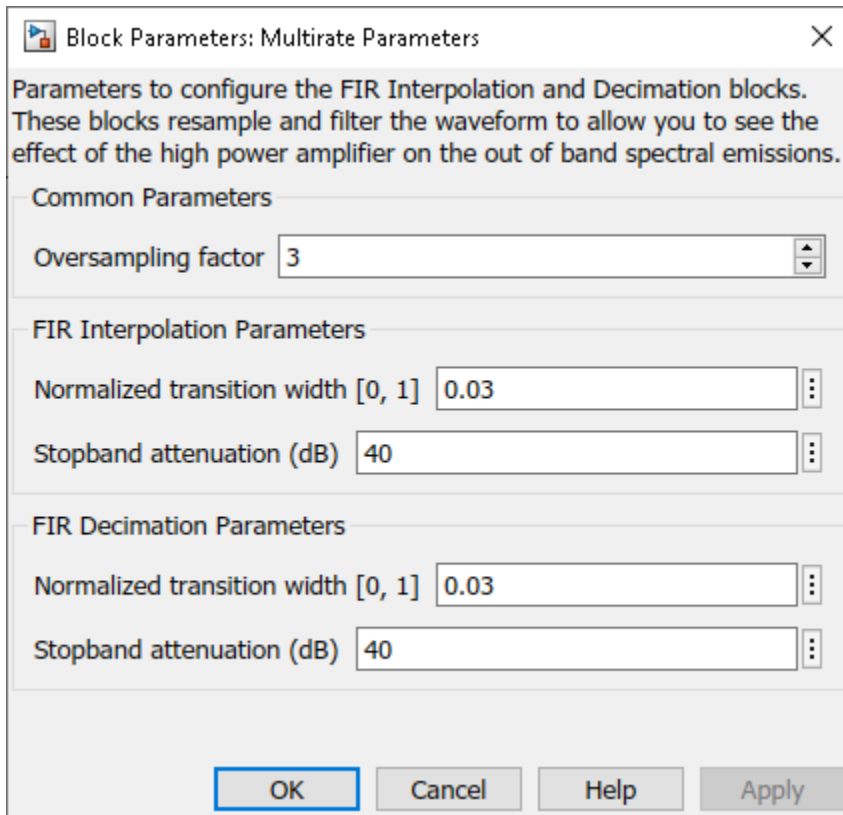 Block Parameters: Multirate Parameters
Parameters to configure the FIR Interpolation and Decimation blocks.
These blocks resample and filter the waveform to allow you to see the
effect of the high power amplifier on the out of band spectral emissions.
Common Parameters
Oversampling factor 3
FIR Interpolation Parameters
Normalized transition width [0, 1] 0.03
Stopband attenuation (dB) 40
FIR Decimation Parameters
Normalized transition width [0, 1] 0.03
Stopband attenuation (dB) 40
OK Cancel Help Apply